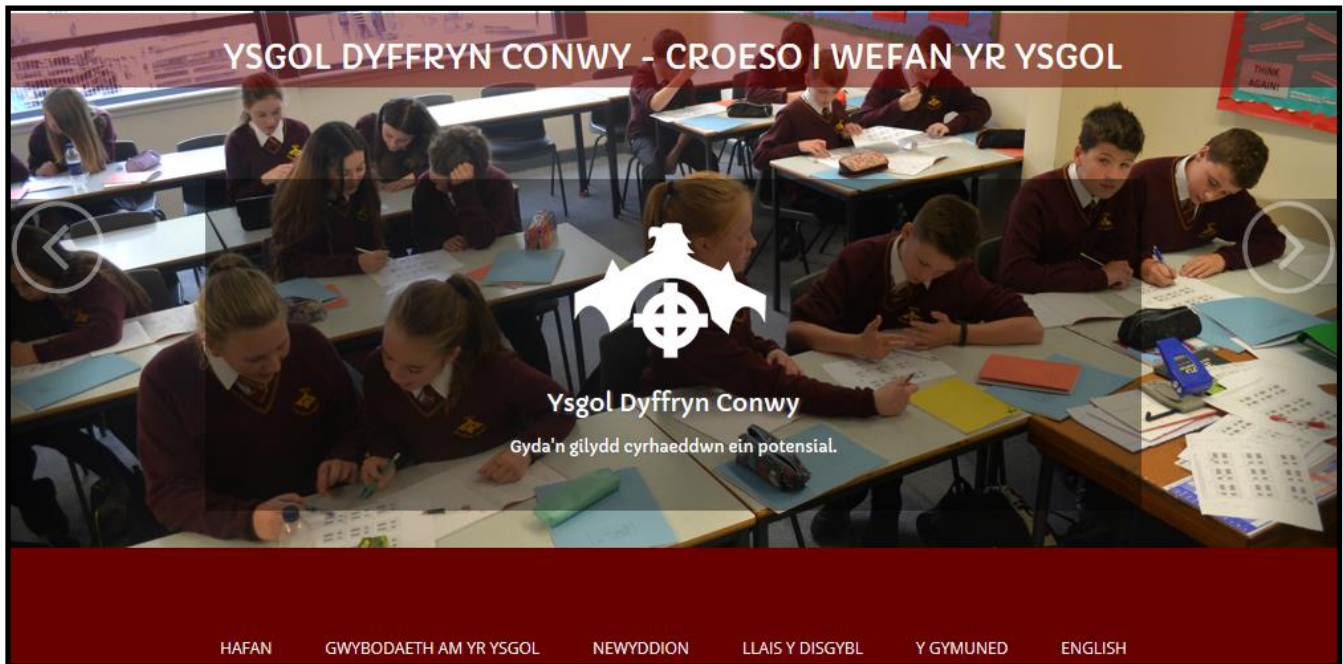 YSGOL DYFFRYN CONWY - CROESO I WEFAN YR YSGOL
THINK
AGAIN!
Ysgol Dyffryn Conwy
Gyda'n gilydd cyrhaeddwn ein potensial.
HAFAN GWYBODAETH AM YR YSGOL NEWYDDION LLAIS Y DISGYBL Y GYMUNED ENGLISH